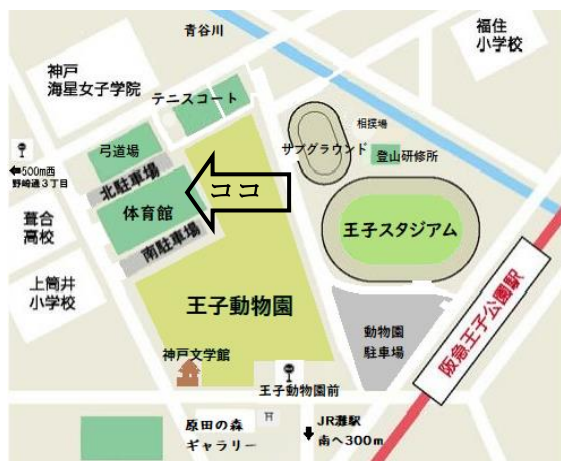 青谷川
福住
小学校
神戸
海星女子学院
テニスコート
相撲場
サブグラウンド
登山研修所
弓道場
←500m西
野崎通3丁目
北駐車場
ココ
体育館
葺合
高校
南駐車場
王子スタジアム
上筒井
小学校
王子動物園
動物園
駐車場
阪急王子公園駅
神戸文学館
王子動物園前
原田の森
ギャラリー
JR灘駅
南へ300m